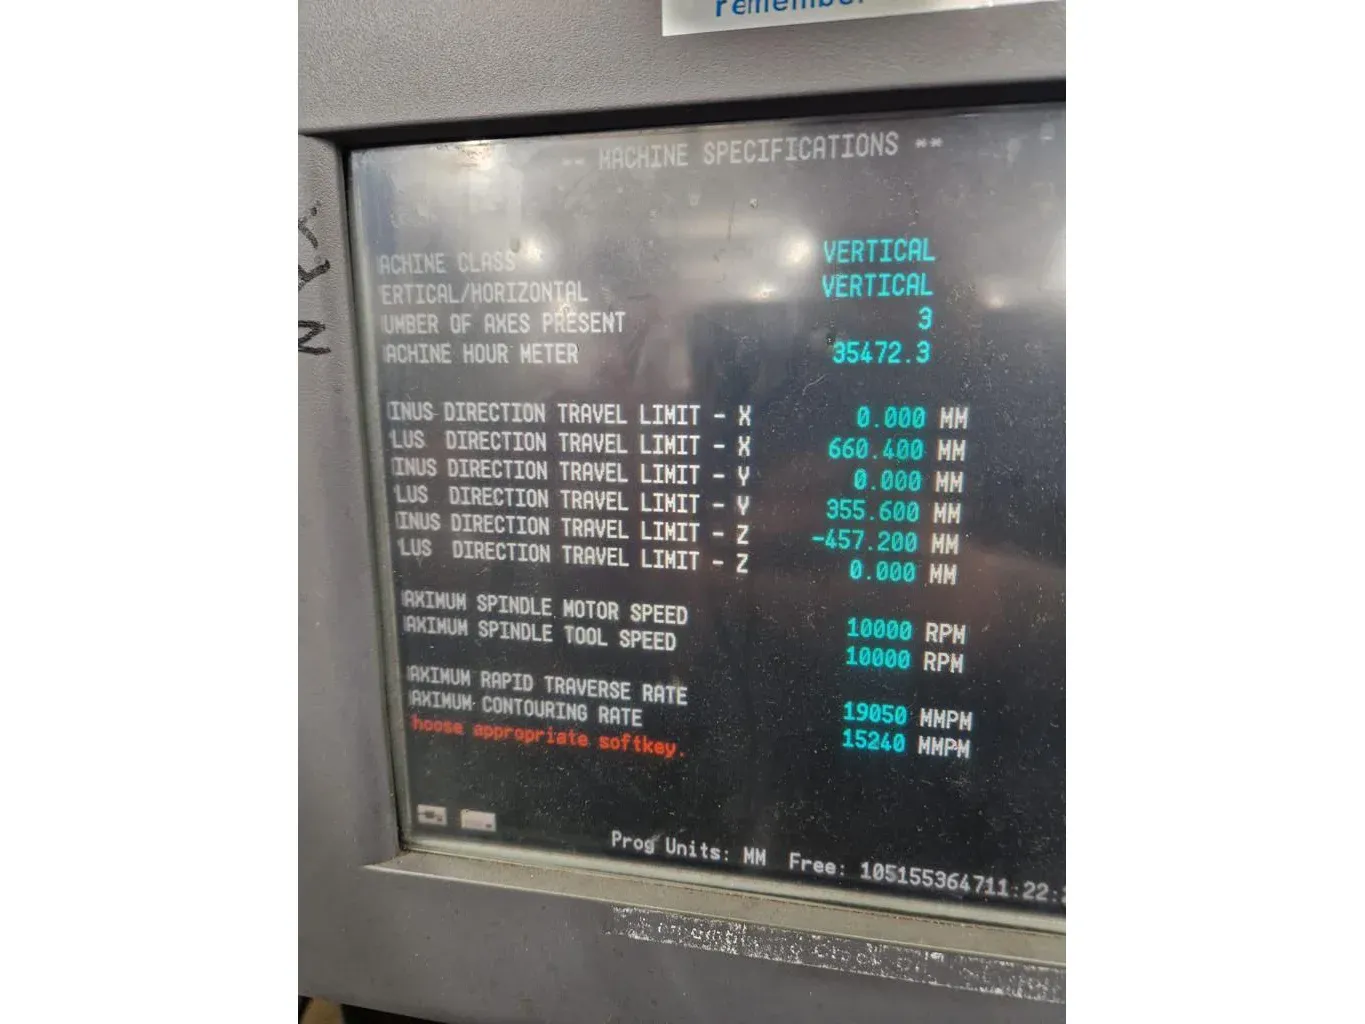 ** MACHINE SPECIFICATIONS **
ACHINE CLASS VERTICAL
ERTICAL/HORIZONTAL VERTICAL
UMBER OF AXES PRESENT 3
ACHINE HOUR METER 35472.3
INUS DIRECTION TRAVEL LIMIT - X 0.000 MM
LUS DIRECTION TRAVEL LIMIT - X 660.400 MM
INUS DIRECTION TRAVEL LIMIT - Y 0.000 MM
LUS DIRECTION TRAVEL LIMIT - Y 355.600 MM
INUS DIRECTION TRAVEL LIMIT - Z -457.200 MM
LUS DIRECTION TRAVEL LIMIT - Z 0.000 MM
AXIMUM SPINDLE MOTOR SPEED 10000 RPM
AXIMUM SPINDLE TOOL SPEED 10000 RPM
AXIMUM RAPID TRAVERSE RATE 19050 MMPM
AXIMUM CONTOURING RATE 15240 MMPM
hoose appropriate softkey.
Prog Units: MM Free: 105155364711:22: